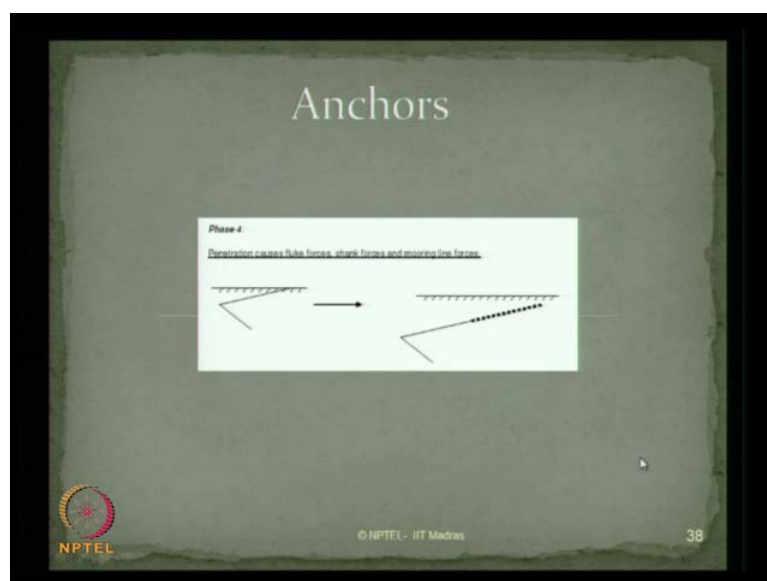 Anchors
Phase 4
Penetration causes fluke forces, shank forces and mooring line forces.
NPTEL
© NPTEL- IIT Madras
38